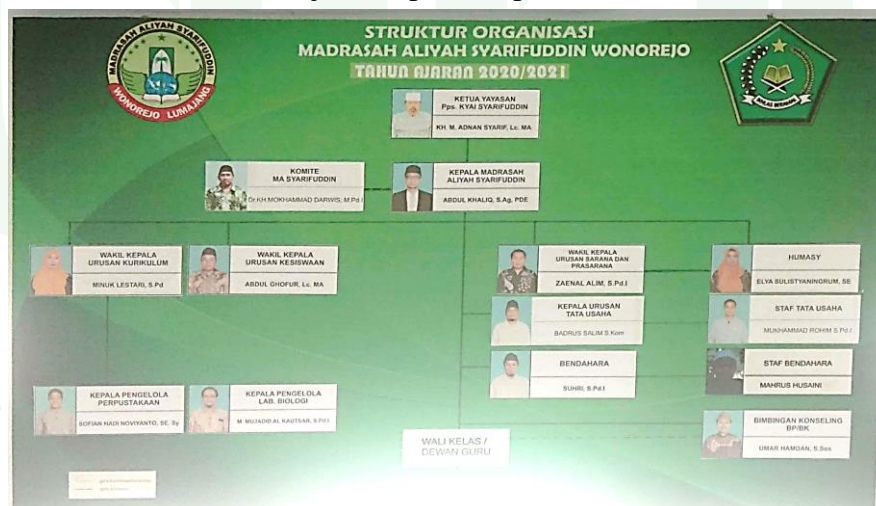 STRUKTUR ORGANISASI
MADRASAH ALIYAH SYARIFUDDIN WONOREJO
TAHUN AJARAN 2020/2021
MADRASAH ALIYAH SYARIFUDDIN
WONOREJO LUMAJANG
IKHLAS BERAMAL
KETUA YAYASAN
Pps. KYAI SYARIFUDDIN
KH. M. ADNAN SYARIF, Lc. MA
KOMITE
MA SYARIFUDDIN
Dr.KH MOKHAMMAD DARWIS, M.Pd.I
KEPALA MADRASAH
ALIYAH SYARIFUDDIN
ABDUL KHALIQ, S.Ag, PDE
WAKIL KEPALA
URUSAN KURIKULUM
MINUK LESTARI, S.Pd
WAKIL KEPALA
URUSAN KESISWAAN
ABDUL GHOFUR, Lc. MA
WAKIL KEPALA
URUSAN SARANA DAN
PRASARANA
ZAENAL ALIM, S.Pd.I
HUMASY
ELYA SULISTYANINGRUM, SE
KEPALA URUSAN
TATA USAHA
BADRUS SALIM S.Kom
STAF TATA USAHA
MUKHAMMAD ROHIM S.Pd.I
BENDAHARA
SUHRI, S.Pd.I
STAF BENDAHARA
MAHRUS HUSAINI
KEPALA PENGELOLA
PERPUSTAKAAN
SOFIAN HADI NOVIYANTO, SE. Sy
KEPALA PENGELOLA
LAB. BIOLOGI
M. MUJADID AL KAUTSAR, S.Pd.I
BIMBINGAN KONSELING
BP/BK
UMAR HAMDAN, S.Sos
WALI KELAS /
DEWAN GURU